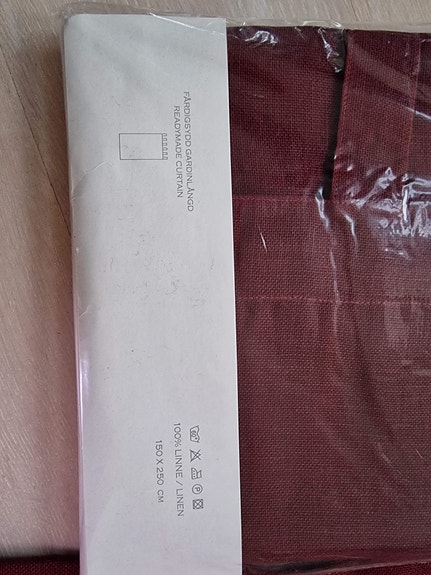 FÄRDIGSYDD GARDINLÄNGD
READYMADE CURTAIN
100% LINNE / LINEN
150 X 250 CM